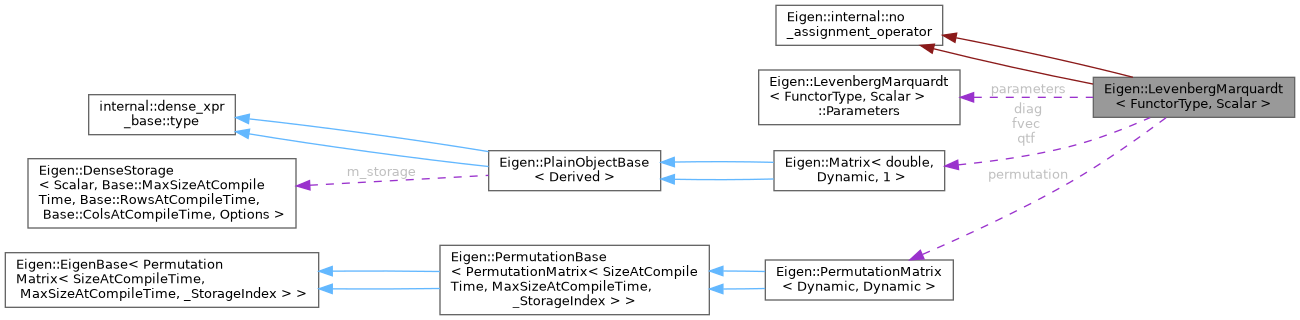 Eigen::internal::no
_assignment_operator
Eigen::LevenbergMarquardt
< FunctorType, Scalar >
::Parameters
parameters
Eigen::LevenbergMarquardt
< FunctorType, Scalar >
internal::dense_xpr
_base::type
diag
fvec
qtf
Eigen::DenseStorage
< Scalar, Base::MaxSizeAtCompile
Time, Base::RowsAtCompileTime,
Base::ColsAtCompileTime, Options >
m_storage
Eigen::PlainObjectBase
< Derived >
Eigen::Matrix< double,
Dynamic, 1 >
permutation
Eigen::EigenBase< Permutation
Matrix< SizeAtCompileTime,
MaxSizeAtCompileTime, _StorageIndex > >
Eigen::PermutationBase
< PermutationMatrix< SizeAtCompile
Time, MaxSizeAtCompileTime,
_StorageIndex > >
Eigen::PermutationMatrix
< Dynamic, Dynamic >